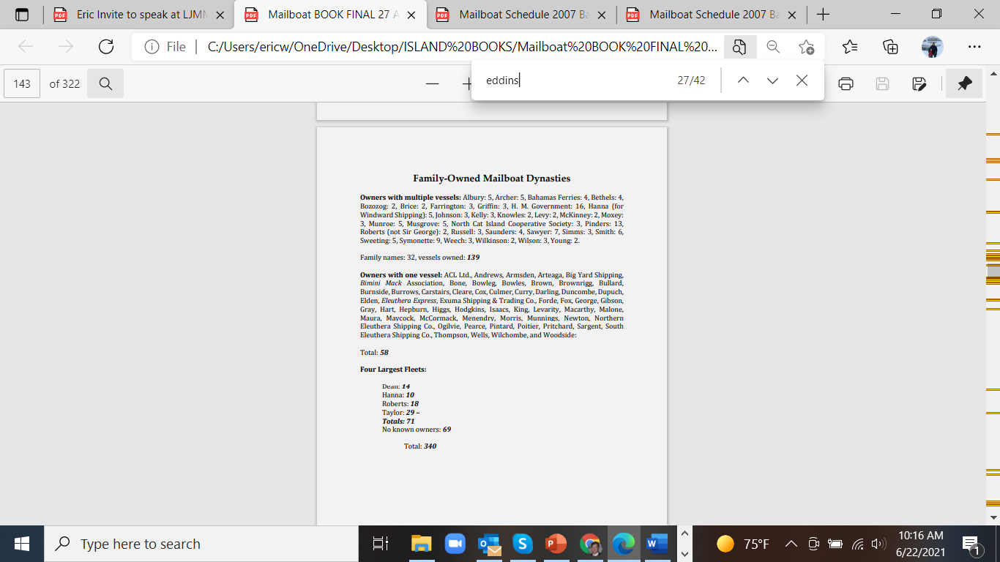 Eric Invite to speak at LJMM
Mailboat BOOK FINAL 27 A
Mailboat Schedule 2007 Ba
Mailboat Schedule 2007 Ba
File
C:/Users/ericw/OneDrive/Desktop/ISLAND%20BOOKS/Mailboat%20BOOK%20FINAL%20...
143 of 322
eddins 27/42
Family-Owned Mailboat Dynasties
Owners with multiple vessels: Albury: 5, Archer: 5, Bahamas Ferries: 4, Bethels: 4,
Bozozog: 2, Brice: 2, Farrington: 3, Griffin: 3, H. M. Government: 16, Hanna (for
Windward Shipping): 5, Johnson: 3, Kelly: 3, Knowles: 2, Levy: 2, McKinney: 2, Moxey:
3, Munroe: 5, Musgrove: 5, North Cat Island Cooperative Society: 3, Pinders: 13,
Roberts (not Sir George): 2, Russell: 3, Saunders: 4, Sawyer: 7, Simms: 3, Smith: 6,
Sweeting: 5, Symonette: 9, Weech: 3, Wilkinson: 2, Wilson: 3, Young: 2.
Family names: 32, vessels owned: 139
Owners with one vessel: ACL Ltd., Andrews, Armsden, Arteaga, Big Yard Shipping,
Bimini Mack Association, Bone, Bowleg, Bowles, Brown, Brownrigg, Bullard,
Burnside, Burrows, Carstairs, Cleare, Cox, Culmer, Curry, Darling, Duncombe, Dupuch,
Elden, Eleuthera Express, Exuma Shipping & Trading Co., Forde, Fox, George, Gibson,
Gray, Hart, Hepburn, Higgs, Hodgkins, Isaacs, King, Levarity, Macarthy, Malone,
Maura, Maycock, McCormack, Menendry, Morris, Munnings, Newton, Northern
Eleuthera Shipping Co., Ogilvie, Pearce, Pintard, Poitier, Pritchard, Sargent, South
Eleuthera Shipping Co., Thompson, Wells, Wilchombe, and Woodside:
Total: 58
Four Largest Fleets:
Dean: 14
Hanna: 10
Roberts: 18
Taylor: 29 –
Totals: 71
No known owners: 69
Total: 340
Type here to search
75°F
10:16 AM
6/22/2021
1